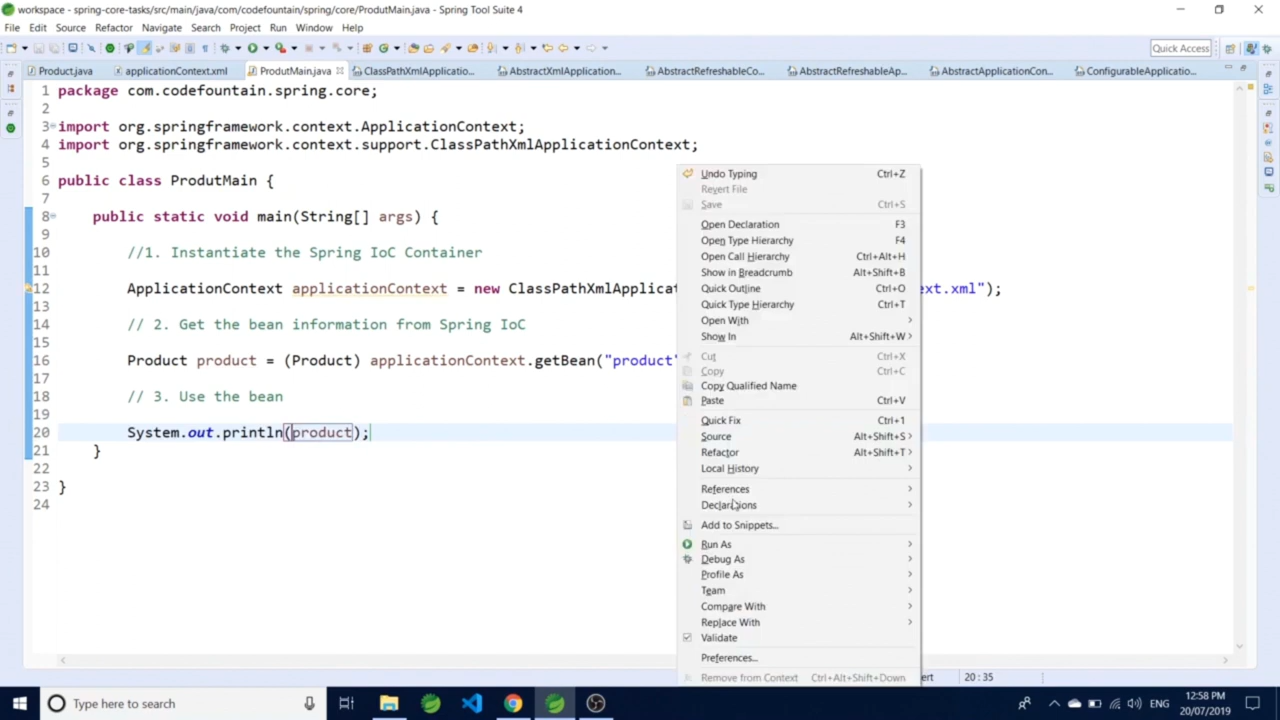 workspace - spring-core-tasks/src/main/java/com/codefountain/spring/core/ProdutMain.java - Spring Tool Suite 4
File Edit Source Refactor Navigate Search Project Run Window Help
Quick Access
Product.java applicationContext.xml ProdutMain.java ClassPathXmlApplicatio... AbstractXmlApplication... AbstractRefreshableCo... AbstractRefreshableAp... AbstractApplicationCon... ConfigurableApplicatio...
1 package com.codefountain.spring.core;
2
3 import org.springframework.context.ApplicationContext;
4 import org.springframework.context.support.ClassPathXmlApplicationContext;
5
6 public class ProdutMain {
7
8 public static void main(String[] args) {
9
10 //1. Instantiate the Spring IoC Container
11
12 ApplicationContext applicationContext = new ClassPathXmlApplicat ext.xml");
13
14 // 2. Get the bean information from Spring IoC
15
16 Product product = (Product) applicationContext.getBean("product"
17
18 // 3. Use the bean
19
20 System.out.println(product);
21 }
22
23 }
24
Undo Typing Ctrl+Z
Revert File
Save Ctrl+S
Open Declaration F3
Open Type Hierarchy F4
Open Call Hierarchy Ctrl+Alt+H
Show in Breadcrumb Alt+Shift+B
Quick Outline Ctrl+O
Quick Type Hierarchy Ctrl+T
Open With
Show In Alt+Shift+W
Cut Ctrl+X
Copy Ctrl+C
Copy Qualified Name
Paste Ctrl+V
Quick Fix Ctrl+1
Source Alt+Shift+S
Refactor Alt+Shift+T
Local History
References
Declarations
Add to Snippets...
Run As
Debug As
Profile As
Team
Compare With
Replace With
Validate
Preferences...
Remove from Context Ctrl+Alt+Shift+Down
ert 20 : 35
Type here to search
ENG
12:58 PM
20/07/2019